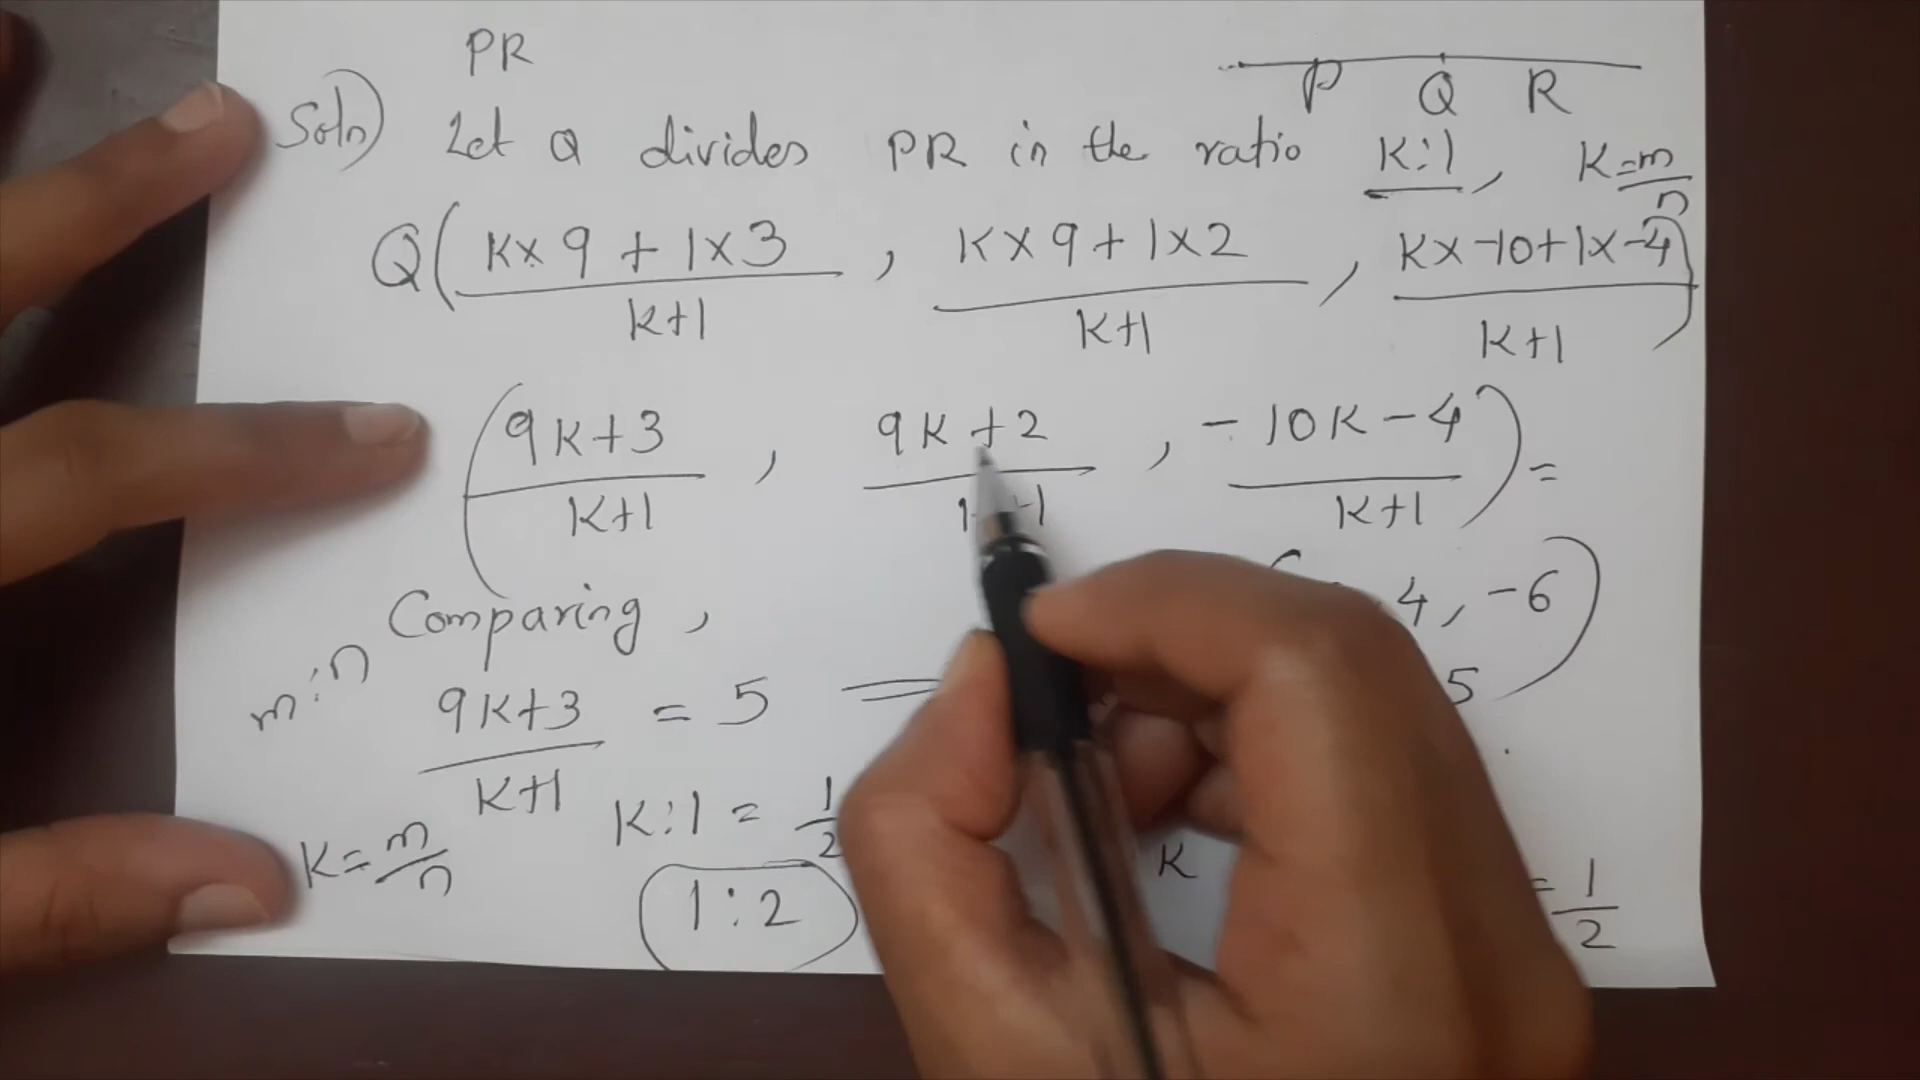 PR
P Q R
Soln) Let Q divides PR in the ratio K:1, K=m/n
Q(K×9+1×3/K+1, K×9+1×2/K+1, K×-10+1×-4/K+1)
(9K+3/K+1, 9K+2/K+1, -10K-4/K+1) =
4, -6)
Comparing,
m:n
9K+3/K+1 = 5
5
K:1 = 1/2
K=m/n
K
= 1/2
1:2